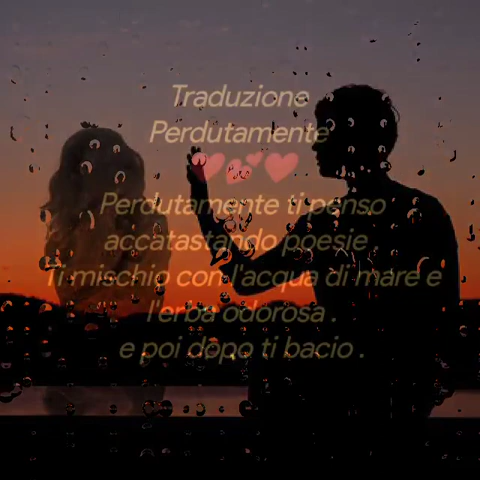 Traduzione
Perdutamente
💕💕💕
Perdutamente ti penso
accatastando poesie
Ti mischio con l'acqua di mare e
l'erba odorosa .
e poi dopo ti bacio .